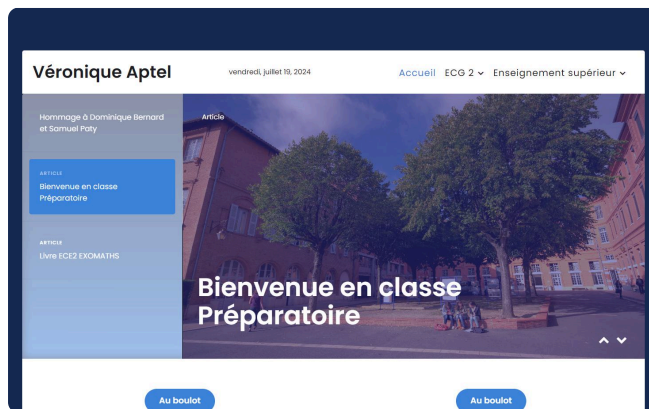 Véronique Aptel
vendredi, juillet 19, 2024
Accueil ECG 2 Enseignement supérieur
Hommage à Dominique Bernard
et Samuel Paty
ARTICLE
Bienvenue en classe
Préparatoire
ARTICLE
Livre ECE2 EXOMATHS
Article
Bienvenue en classe
Préparatoire
Au boulot
Au boulot